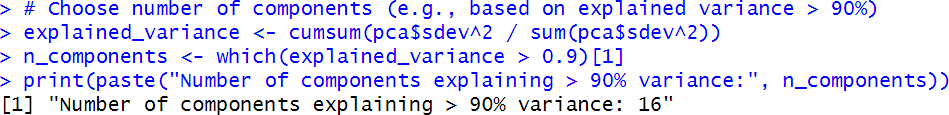 > # Choose number of components (e.g., based on explained variance > 90%)
> explained_variance <- cumsum(pca$sdev^2 / sum(pca$sdev^2))
> n_components <- which(explained_variance > 0.9)[1]
> print(paste("Number of components explaining > 90% variance:", n_components))
[1] "Number of components explaining > 90% variance: 16"